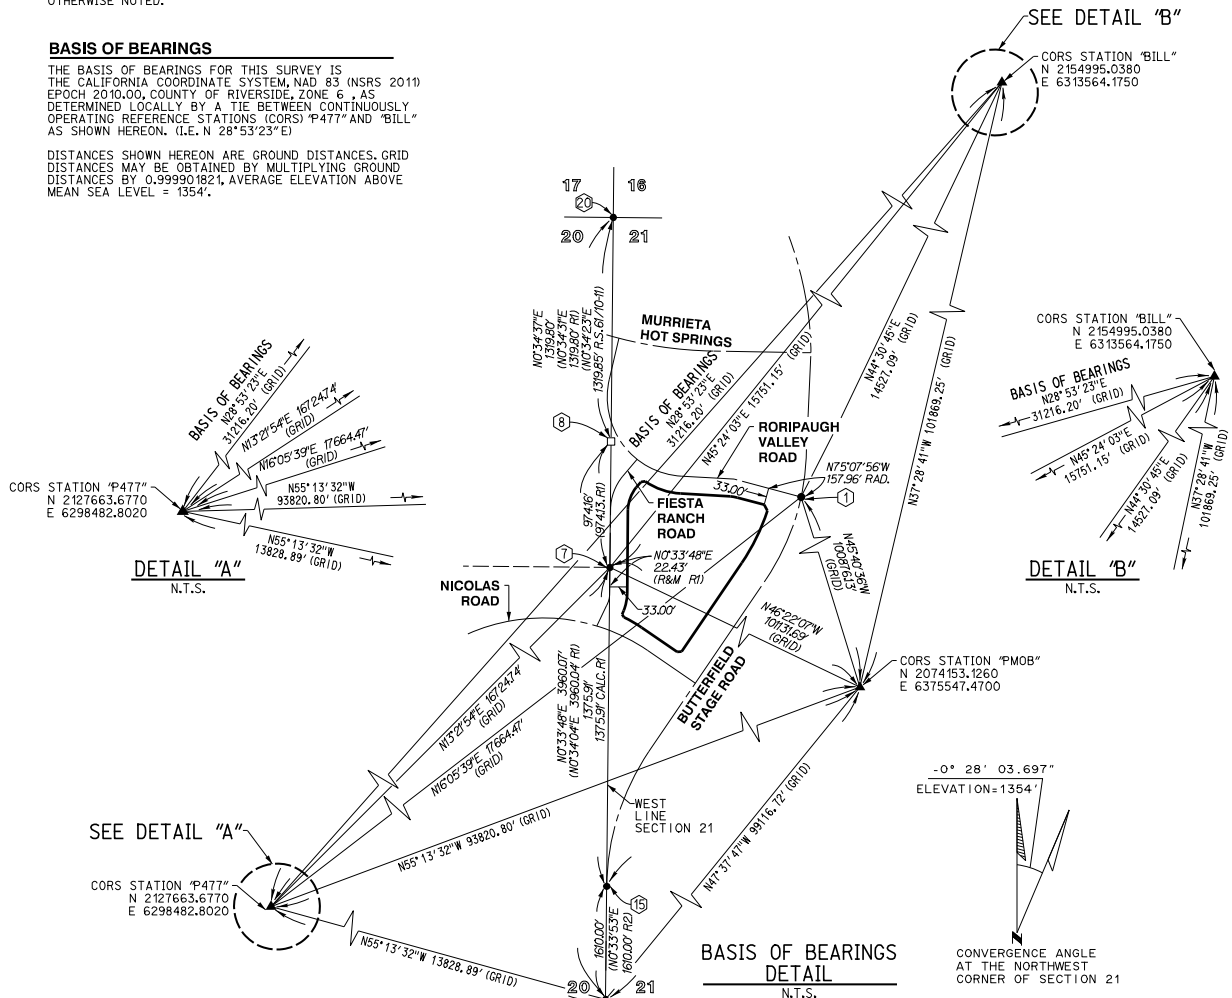 OTHERWISE NOTED.
BASIS OF BEARINGS
THE BASIS OF BEARINGS FOR THIS SURVEY IS
THE CALIFORNIA COORDINATE SYSTEM, NAD 83 (NSRS 2011)
EPOCH 2010.00, COUNTY OF RIVERSIDE, ZONE 6 , AS
DETERMINED LOCALLY BY A TIE BETWEEN CONTINUOUSLY
OPERATING REFERENCE STATIONS (CORS) "P477" AND "BILL"
AS SHOWN HEREON. (I.E. N 28°53'23"E)
DISTANCES SHOWN HEREON ARE GROUND DISTANCES. GRID
DISTANCES MAY BE OBTAINED BY MULTIPLYING GROUND
DISTANCES BY 0.999901821, AVERAGE ELEVATION ABOVE
MEAN SEA LEVEL = 1354'.
SEE DETAIL "B"
CORS STATION "BILL"
N 2154995.0380
E 6313564.1750
17 16
20
20 21
N0°34'37"E
1319.80'
(N0°34'31"E
1319.80' R1)
(N0°34'23"E
1319.85' R.S.61/10-11)
MURRIETA
HOT SPRINGS
BASIS OF BEARINGS
N28°53'23"E
31216.20' (GRID)
N45°24'03"E 15751.15' (GRID)
N44°30'45"E
14527.09' (GRID)
N37°28'41"W 101869.25' (GRID)
8
974.16'
(974.13' R1)
RORIPAUGH
VALLEY
ROAD
N75°07'56"W
157.96' RAD.
33.00'
1
FIESTA
RANCH
ROAD
7
N0°33'48"E
22.43'
(R&M R1)
33.00'
NICOLAS
ROAD
N45°40'36"W
100876.13'
(GRID)
N46°22'07"W
101131.69'
(GRID)
CORS STATION "PMOB"
N 2074153.1260
E 6375547.4700
BUTTERFIELD
STAGE ROAD
N0°33'48"E 3960.07'
(N0°34'04"E 3960.04' R1)
1375.91'
1375.91' CALC. R1
N13°21'54"E 16724.74'
(GRID)
N16°05'39"E 17664.47'
(GRID)
N55°13'32"W 93820.80' (GRID)
WEST
LINE
SECTION 21
N47°37'47"W 99116.72' (GRID)
15
1610.00'
(N0°33'53"E
1610.00' R2)
20 21
N55°13'32"W 13828.89' (GRID)
SEE DETAIL "A"
CORS STATION "P477"
N 2127663.6770
E 6298482.8020
BASIS OF BEARINGS
N28°53'23"E
31216.20' (GRID)
N13°21'54"E 16724.74'
(GRID)
N16°05'39"E 17664.47'
(GRID)
N55°13'32"W
93820.80' (GRID)
N55°13'32"W
13828.89' (GRID)
CORS STATION "P477"
N 2127663.6770
E 6298482.8020
DETAIL "A"
N.T.S.
CORS STATION "BILL"
N 2154995.0380
E 6313564.1750
BASIS OF BEARINGS
N28°53'23"E
31216.20' (GRID)
N45°24'03"E
15751.15' (GRID)
N44°30'45"E
14527.09' (GRID)
N37°28'41"W
101869.25' (GRID)
DETAIL "B"
N.T.S.
-0° 28' 03.697"
ELEVATION=1354'
N
CONVERGENCE ANGLE
AT THE NORTHWEST
CORNER OF SECTION 21
BASIS OF BEARINGS
DETAIL
N.T.S.